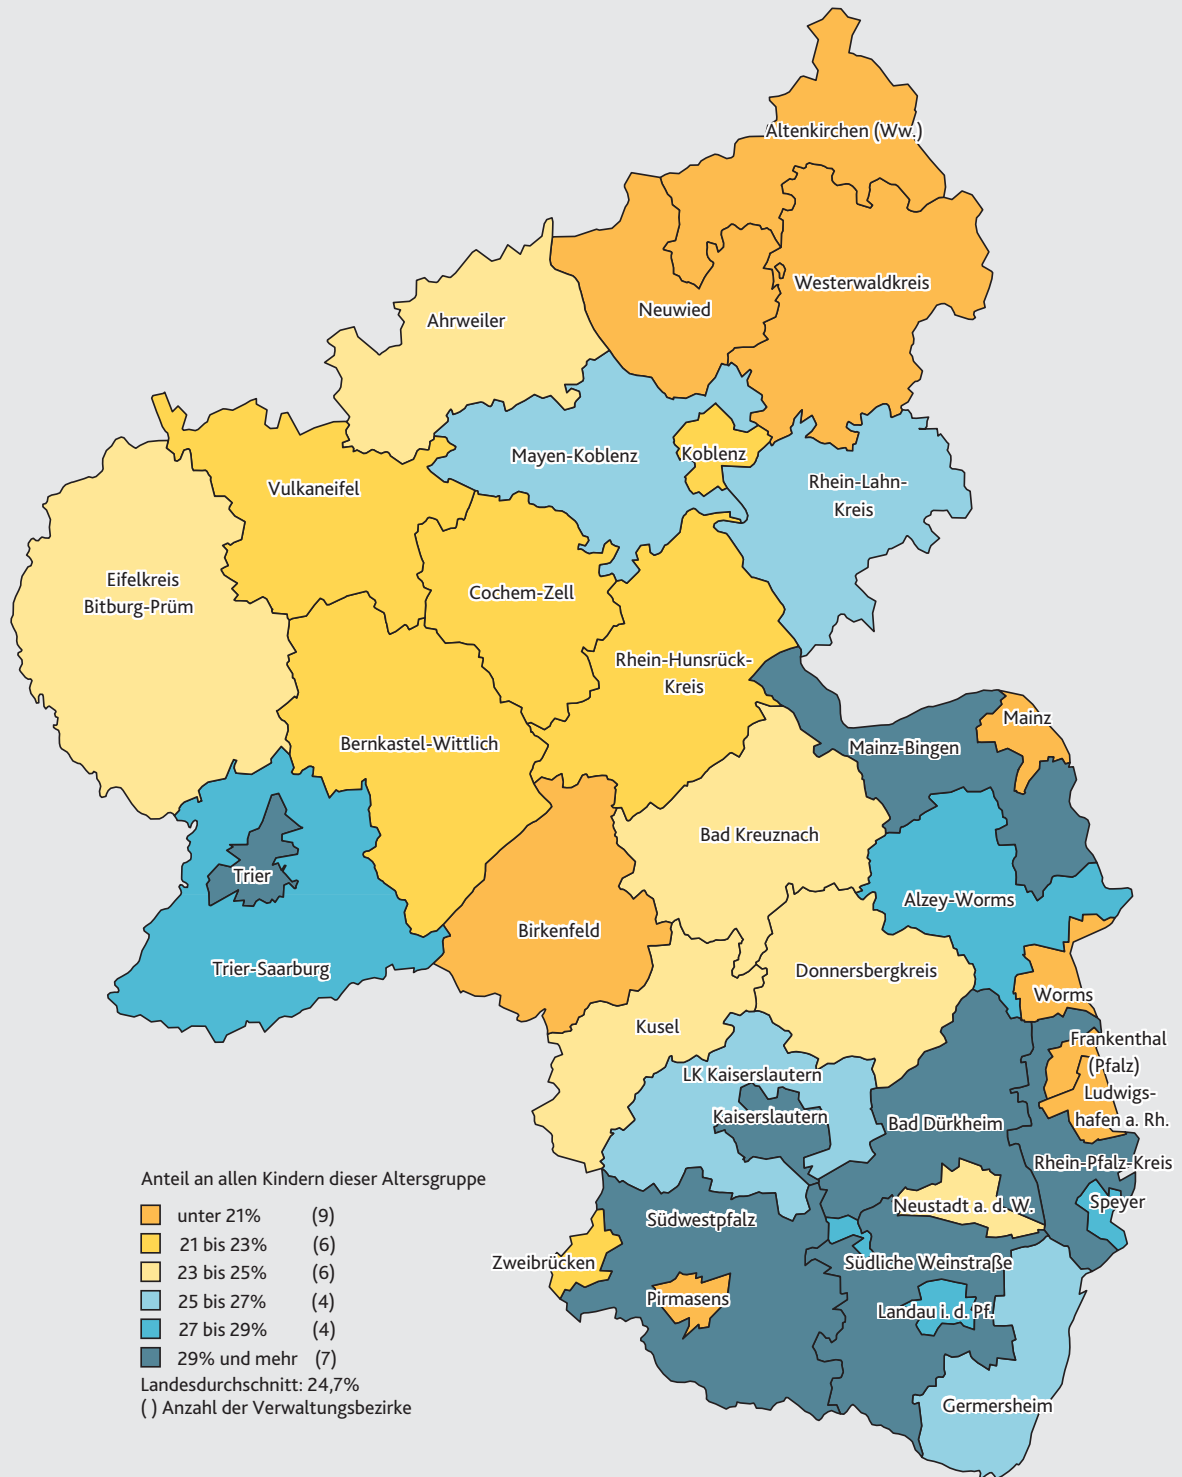 Altenkirchen (Ww.)
Westerwaldkreis
Neuwied
Ahrweiler
Mayen-Koblenz
Koblenz
Rhein-Lahn-
Kreis
Vulkaneifel
Eifelkreis
Bitburg-Prüm
Cochem-Zell
Rhein-Hunsrück-
Kreis
Mainz
Bernkastel-Wittlich
Mainz-Bingen
Bad Kreuznach
Trier
Alzey-Worms
Birkenfeld
Trier-Saarburg
Donnersbergkreis
Worms
Kusel
Frankenthal
(Pfalz)
LK Kaiserslautern
Ludwigs-
hafen a. Rh.
Kaiserslautern
Bad Dürkheim
Rhein-Pfalz-Kreis
Speyer
Neustadt a. d. W.
Südwestpfalz
Zweibrücken
Südliche Weinstraße
Pirmasens
Landau i. d. Pf.
Germersheim
Anteil an allen Kindern dieser Altersgruppe
unter 21% (9)
21 bis 23% (6)
23 bis 25% (6)
25 bis 27% (4)
27 bis 29% (4)
29% und mehr (7)
Landesdurchschnitt: 24,7%
( ) Anzahl der Verwaltungsbezirke